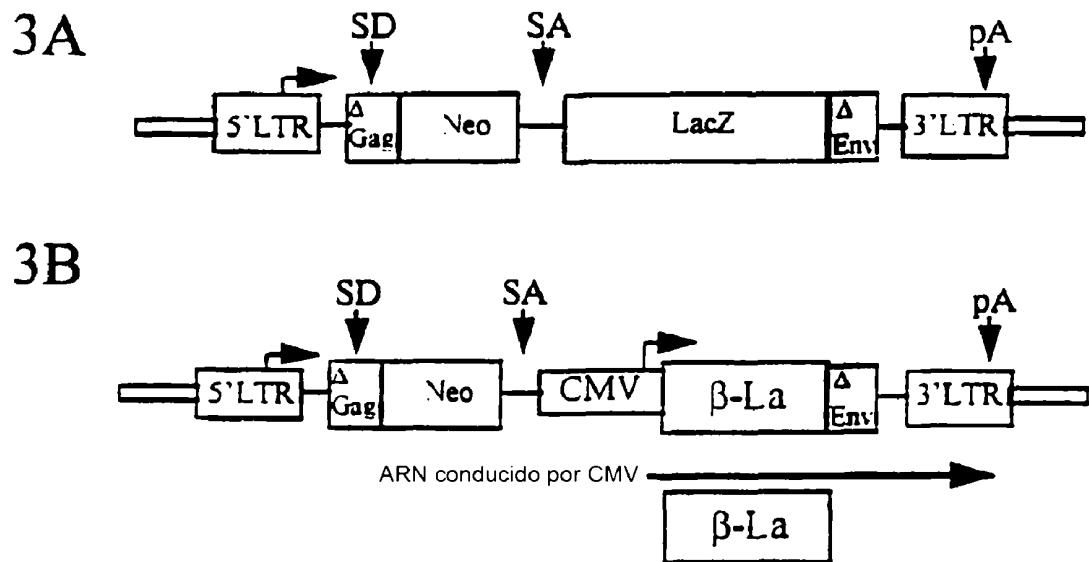 3A
SD SA pA
5'LTR Δ Gag Neo LacZ Δ Env 3'LTR
3B
SD SA pA
5'LTR Δ Gag Neo CMV β-La Δ Env 3'LTR
ARN conducido por CMV
β-La